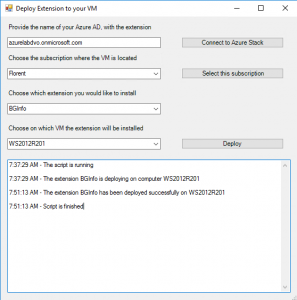 Deploy Extension to your VM
Provide the name of your Azure AD, with the extension
azurelabdvo.onmicrosoft.com
Connect to Azure Stack
Choose the subscription where the VM is located
Florent
Select this subscription
Choose which extension you would like to install
BGInfo
Choose on which VM the extension will be installed
WS2012R201
Deploy
7:37:29 AM - The script is running
7:37:29 AM - The extension BGInfo is deploying on computer WS2012R201
7:51:13 AM - The extension BGInfo has been deployed successfully on WS2012R201
7:51:13 AM - Script is finished